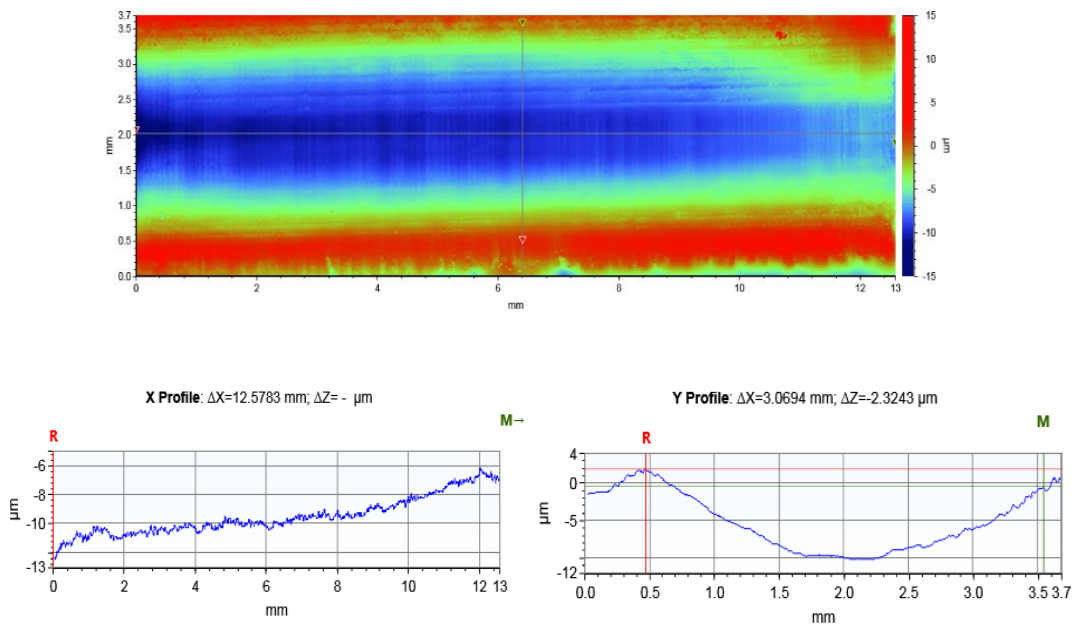 3.7
3.5
3.0
2.5
2.0
1.5
1.0
0.5
0.0
mm
0 2 4 6 8 10 12 13
mm
15
10
5
0
-5
-10
-15
µm
X Profile: ΔX=12.5783 mm; ΔZ= - µm
M→
R
-6
-8
-10
-13
µm
0 2 4 6 8 10 12 13
mm
Y Profile: ΔX=3.0694 mm; ΔZ=-2.3243 µm
R M
4
0
-5
-12
µm
0.0 0.5 1.0 1.5 2.0 2.5 3.0 3.5 3.7
mm